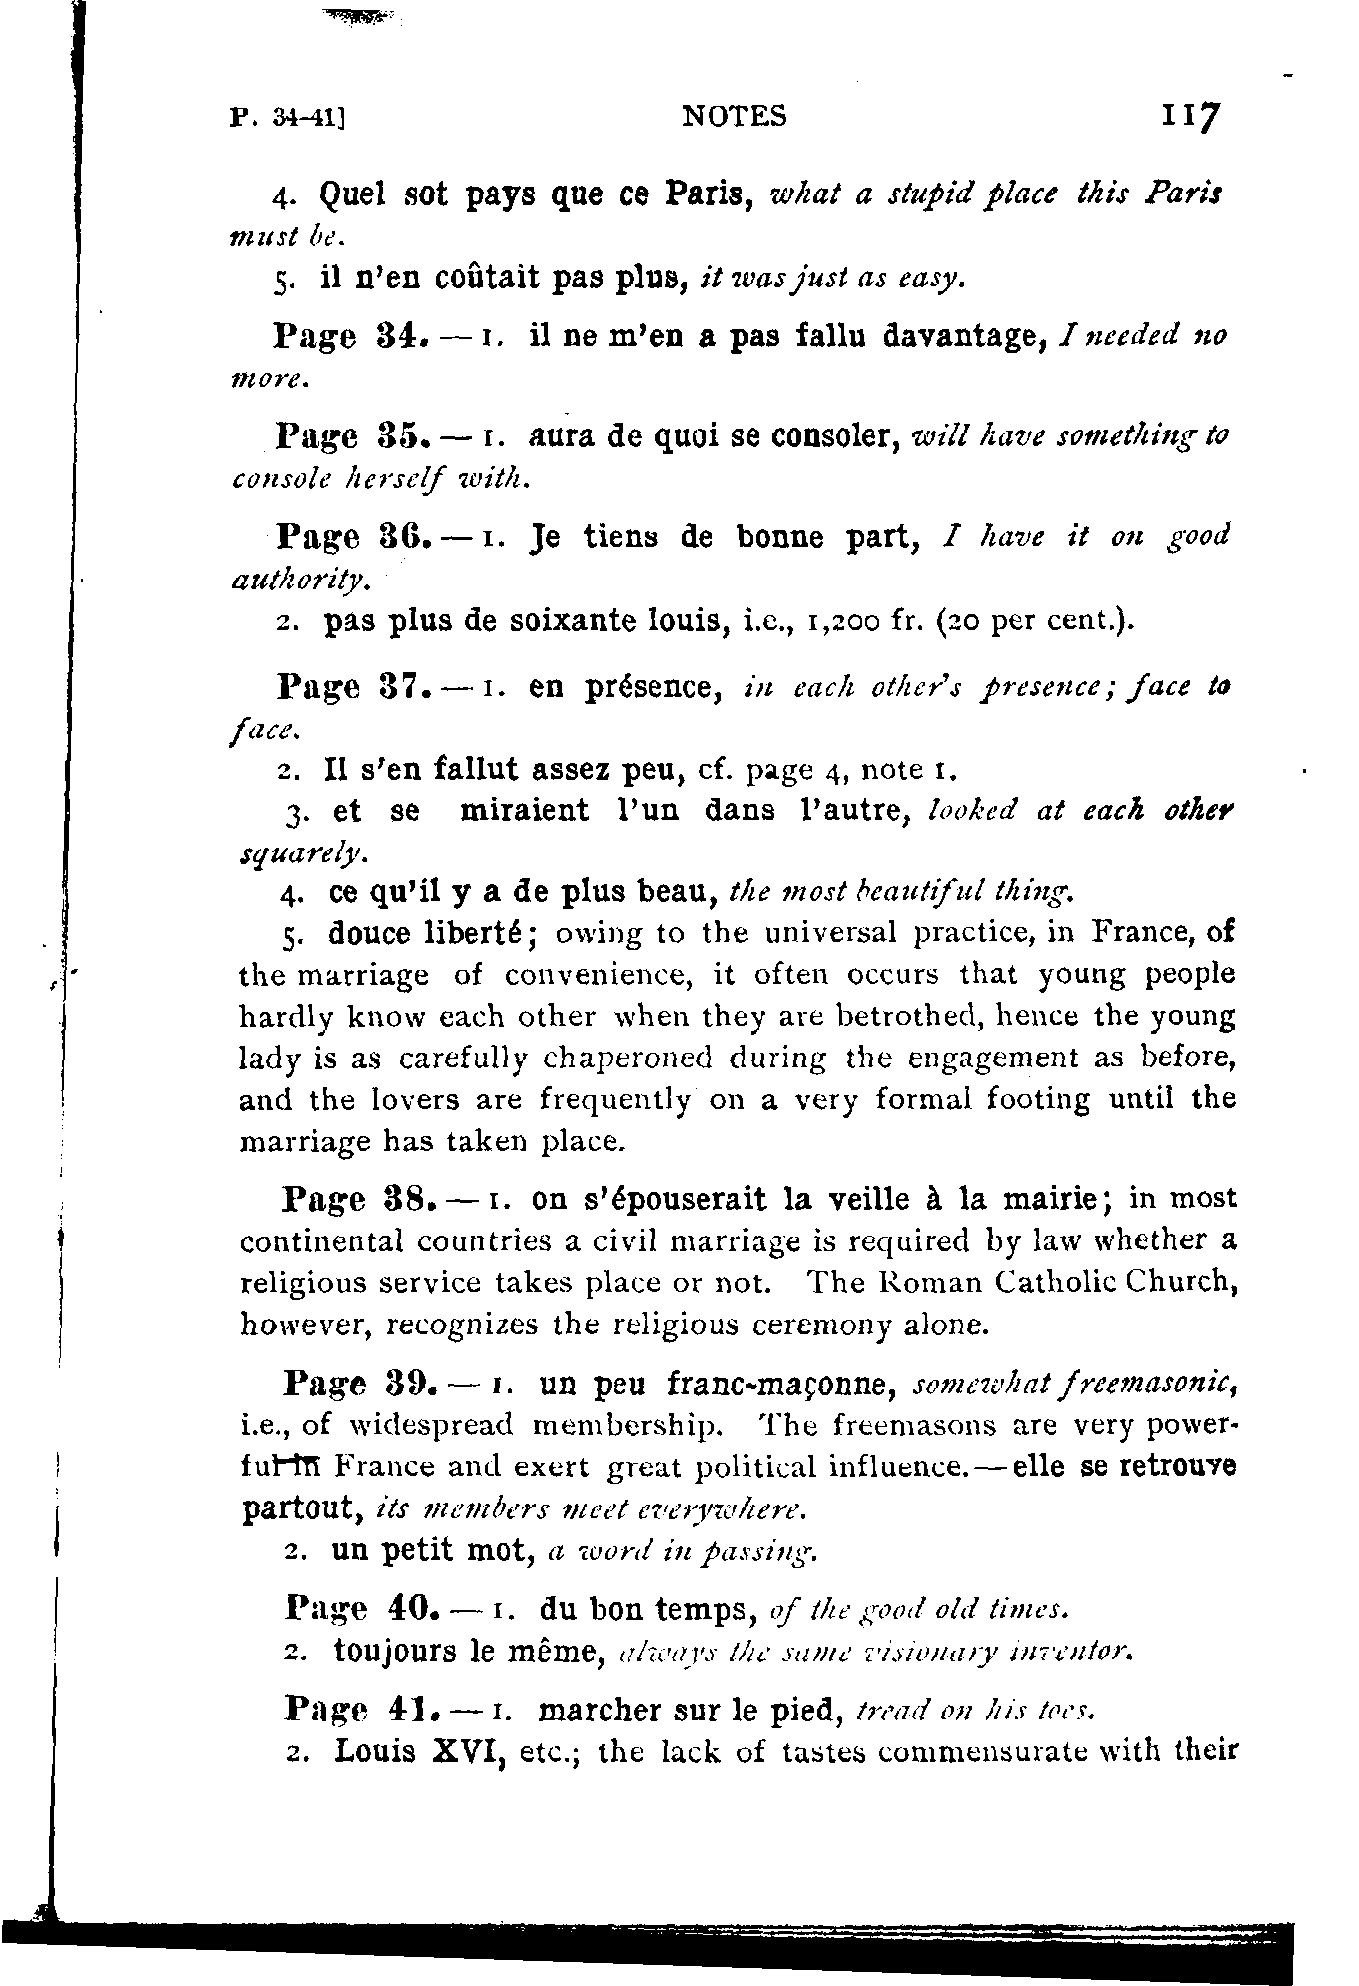 P. 34-41] NOTES 117
4. Quel sot pays que ce Paris, what a stupid place this Paris
must be.
5. il n'en coûtait pas plus, it was just as easy.
Page 34. — 1. il ne m'en a pas fallu davantage, I needed no
more.
Page 35. — 1. aura de quoi se consoler, will have something to
console herself with.
Page 36. — 1. Je tiens de bonne part, I have it on good
authority.
2. pas plus de soixante louis, i.e., 1,200 fr. (20 per cent.).
Page 37. — 1. en présence, in each other's presence; face to
face.
2. Il s'en fallut assez peu, cf. page 4, note 1.
3. et se miraient l'un dans l'autre, looked at each other
squarely.
4. ce qu'il y a de plus beau, the most beautiful thing.
5. douce liberté; owing to the universal practice, in France, of
the marriage of convenience, it often occurs that young people
hardly know each other when they are betrothed, hence the young
lady is as carefully chaperoned during the engagement as before,
and the lovers are frequently on a very formal footing until the
marriage has taken place.
Page 38. — 1. on s'épouserait la veille à la mairie; in most
continental countries a civil marriage is required by law whether a
religious service takes place or not. The Roman Catholic Church,
however, recognizes the religious ceremony alone.
Page 39. — 1. un peu franc-maçonne, somewhat freemasonic,
i.e., of widespread membership. The freemasons are very power-
ful in France and exert great political influence. — elle se retrouve
partout, its members meet everywhere.
2. un petit mot, a word in passing.
Page 40. — 1. du bon temps, of the good old times.
2. toujours le même, always the same visionary inventor.
Page 41. — 1. marcher sur le pied, tread on his toes.
2. Louis XVI, etc.; the lack of tastes commensurate with their